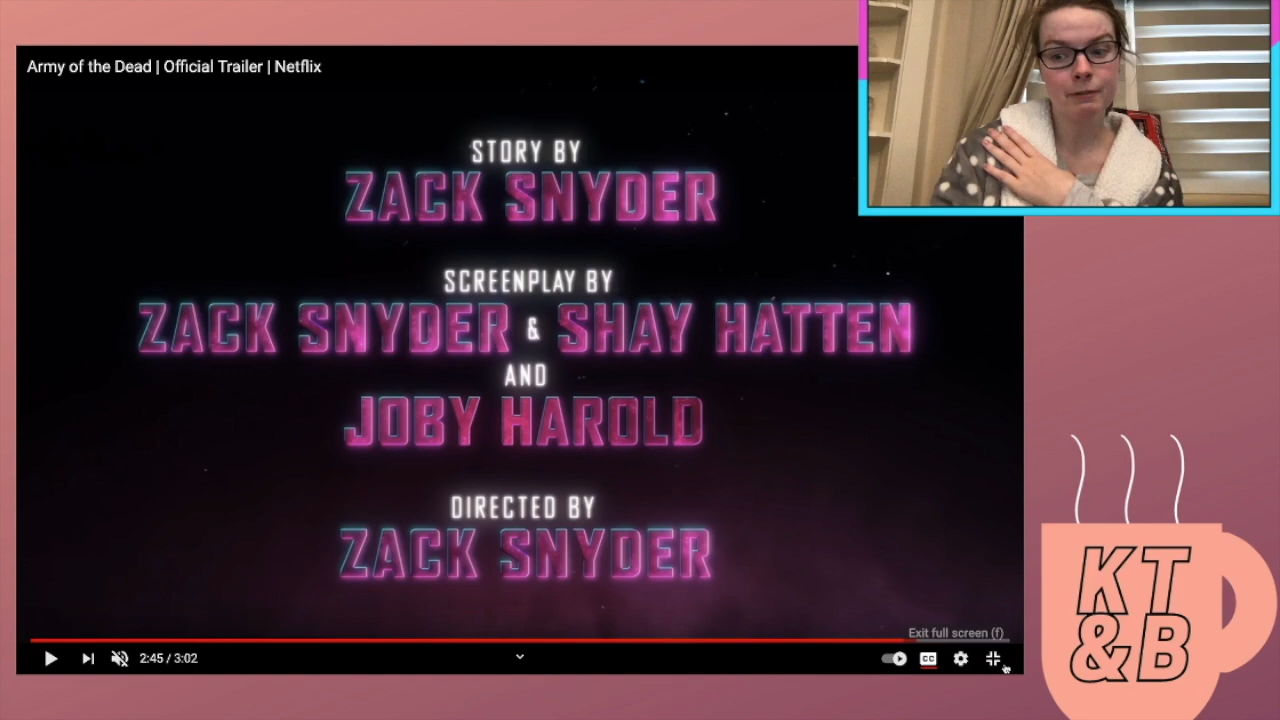 Army of the Dead | Official Trailer | Netflix
STORY BY
ZACK SNYDER
SCREENPLAY BY
ZACK SNYDER & SHAY HATTEN
AND
JOBY HAROLD
DIRECTED BY
ZACK SNYDER
Exit full screen (f)
2:45 / 3:02
CC
KT
&B